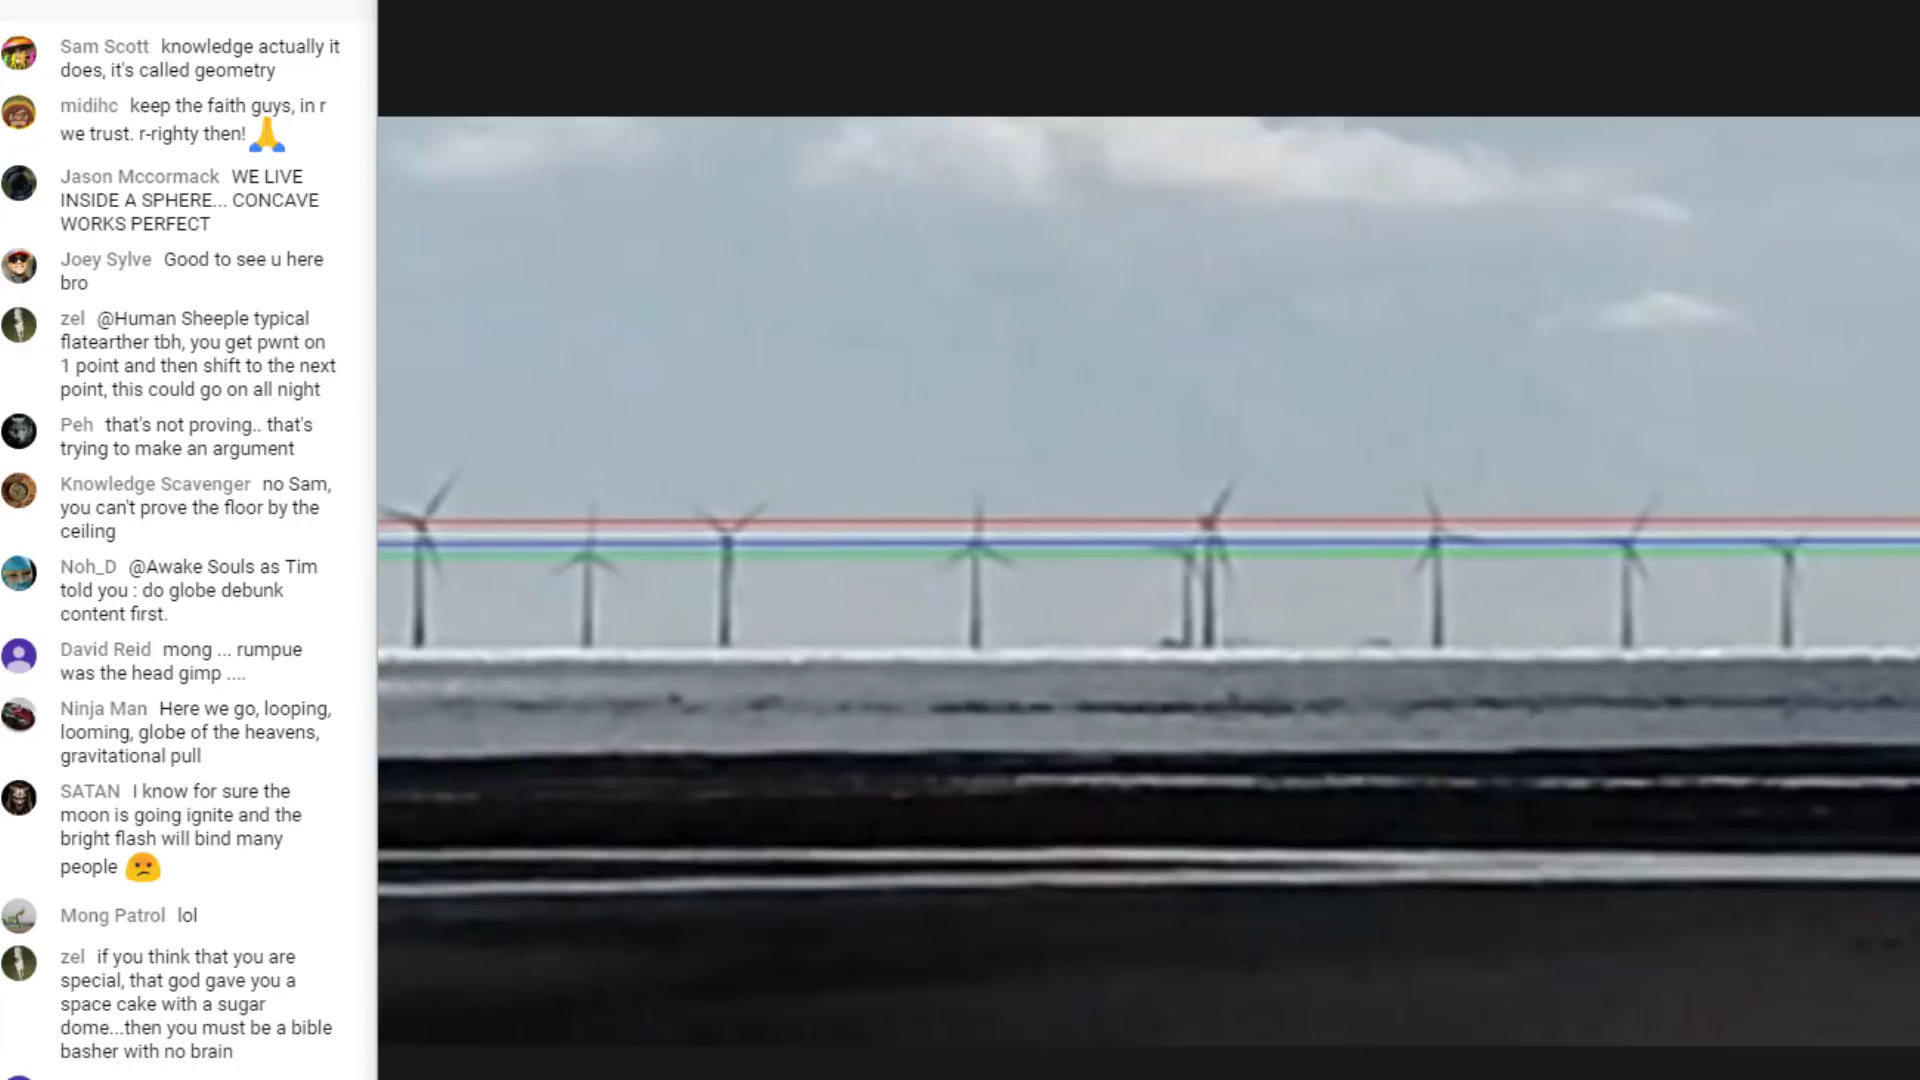 Sam Scott knowledge actually it
does, it's called geometry
midihc keep the faith guys, in r
we trust. r-righty then! 🙏
Jason Mccormack WE LIVE
INSIDE A SPHERE... CONCAVE
WORKS PERFECT
Joey Sylve Good to see u here
bro
zel @Human Sheeple typical
flatearther tbh, you get pwnt on
1 point and then shift to the next
point, this could go on all night
Peh that's not proving.. that's
trying to make an argument
Knowledge Scavenger no Sam,
you can't prove the floor by the
ceiling
Noh_D @Awake Souls as Tim
told you : do globe debunk
content first.
David Reid mong ... rumpue
was the head gimp ....
Ninja Man Here we go, looping,
looming, globe of the heavens,
gravitational pull
SATAN I know for sure the
moon is going ignite and the
bright flash will bind many
people 😕
Mong Patrol lol
zel if you think that you are
special, that god gave you a
space cake with a sugar
dome...then you must be a bible
basher with no brain